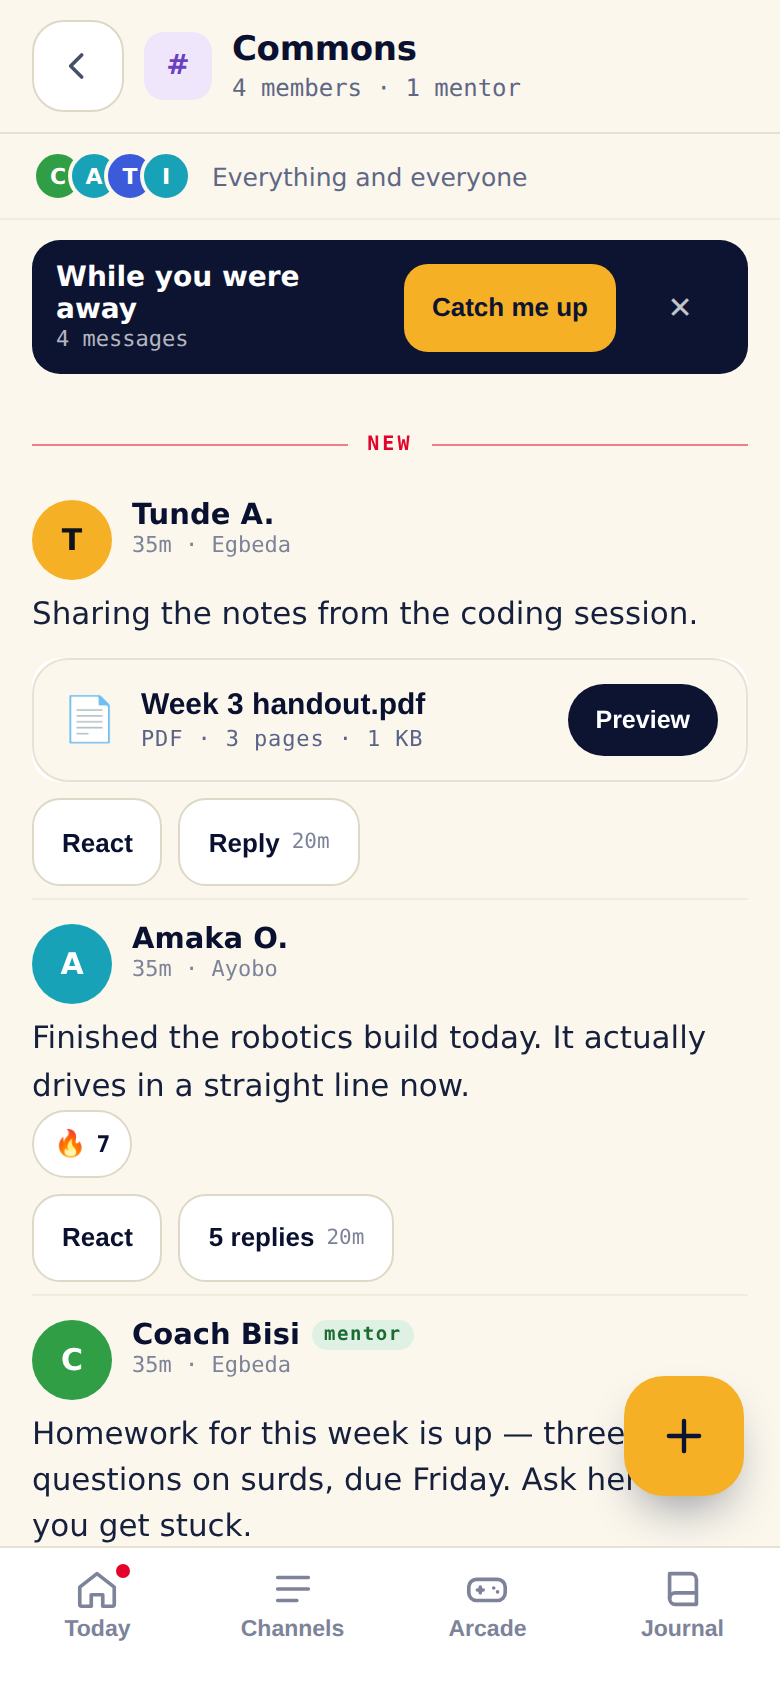 #
Commons
4 members · 1 mentor
C A T I
Everything and everyone
While you were
away
4 messages
Catch me up
✕
NEW
T
Tunde A.
35m · Egbeda
Sharing the notes from the coding session.
Week 3 handout.pdf
PDF · 3 pages · 1 KB
Preview
React
Reply 20m
A
Amaka O.
35m · Ayobo
Finished the robotics build today. It actually
drives in a straight line now.
🔥 7
React
5 replies 20m
C
Coach Bisi mentor
35m · Egbeda
Homework for this week is up — three
questions on surds, due Friday. Ask
you get stuck.
Today
Channels
Arcade
Journal